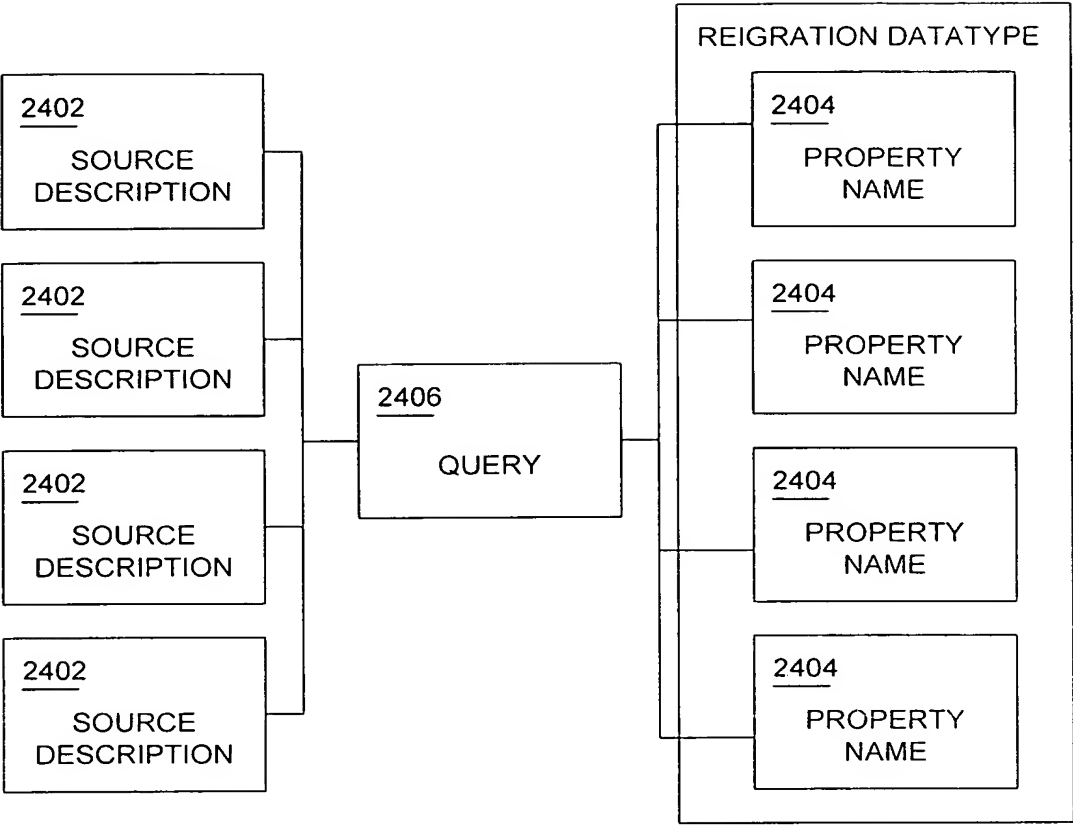 2402
SOURCE
DESCRIPTION
2402
SOURCE
DESCRIPTION
2402
SOURCE
DESCRIPTION
2402
SOURCE
DESCRIPTION
2406
QUERY
REIGRATION DATATYPE
2404
PROPERTY
NAME
2404
PROPERTY
NAME
2404
PROPERTY
NAME
2404
PROPERTY
NAME